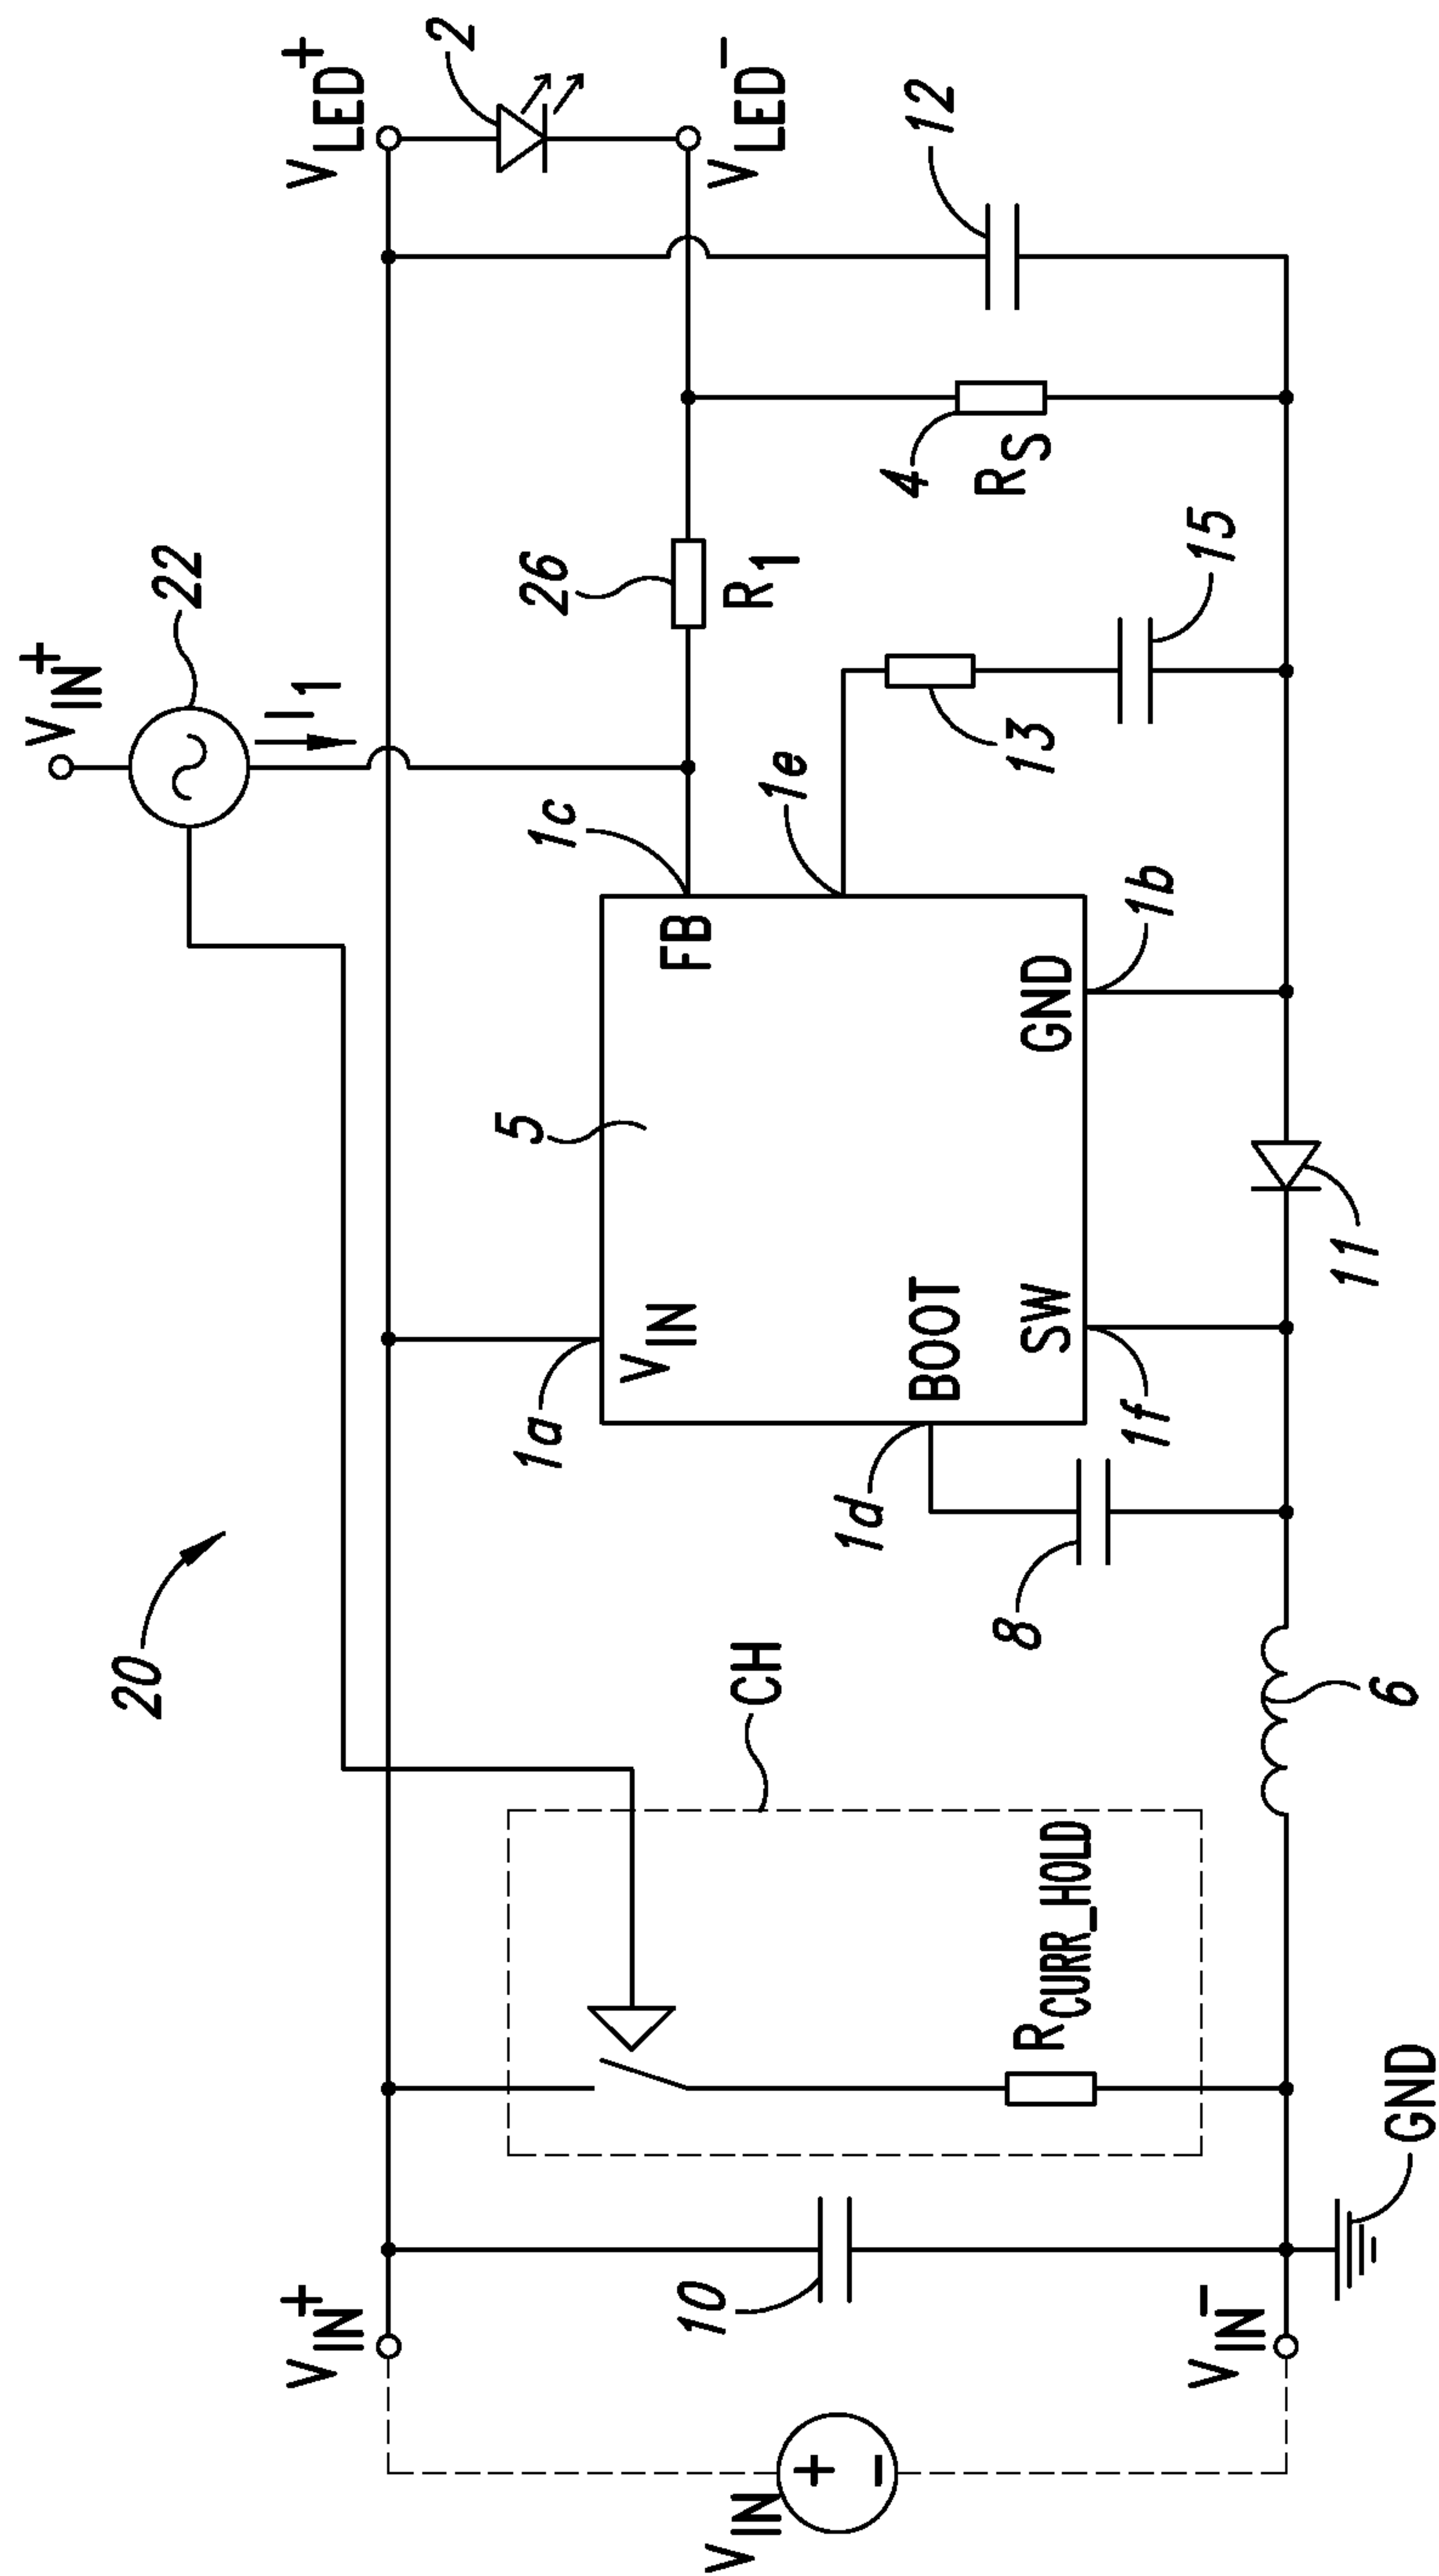 20
VIN+
22
I1
VLED+
2
VLED−
VIN+
VIN
+
−
VIN−
10
GND
CH
RCURR_HOLD
6
8
1d
1a
VIN
BOOT
SW
1f
5
FB
1c
1e
GND
1b
11
26
R1
13
15
4
RS
12